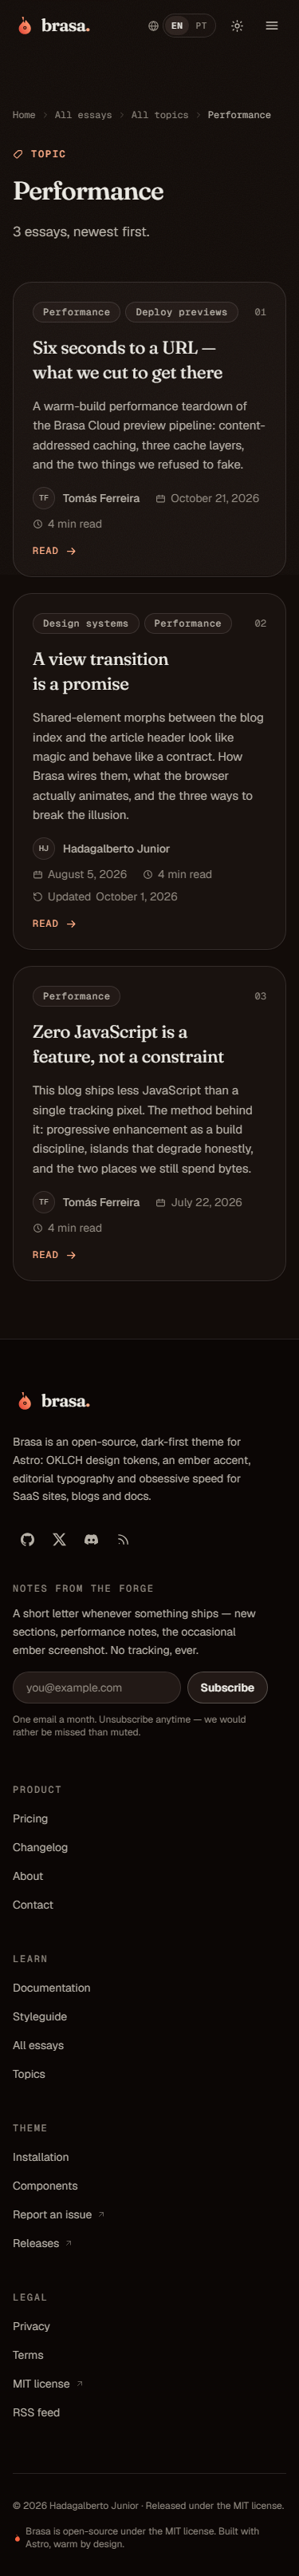 brasa.
EN PT
Home > All essays > All topics > Performance
TOPIC
Performance
3 essays, newest first.
Performance Deploy previews 01
Six seconds to a URL —
what we cut to get there
A warm-build performance teardown of
the Brasa Cloud preview pipeline: content-
addressed caching, three cache layers,
and the two things we refused to fake.
TF Tomás Ferreira October 21, 2026
4 min read
READ →
Design systems Performance 02
A view transition
is a promise
Shared-element morphs between the blog
index and the article header look like
magic and behave like a contract. How
Brasa wires them, what the browser
actually animates, and the three ways to
break the illusion.
HJ Hadagalberto Junior
August 5, 2026 4 min read
Updated October 1, 2026
READ →
Performance 03
Zero JavaScript is a
feature, not a constraint
This blog ships less JavaScript than a
single tracking pixel. The method behind
it: progressive enhancement as a build
discipline, islands that degrade honestly,
and the two places we still spend bytes.
TF Tomás Ferreira July 22, 2026
4 min read
READ →
brasa.
Brasa is an open-source, dark-first theme for
Astro: OKLCH design tokens, an ember accent,
editorial typography and obsessive speed for
SaaS sites, blogs and docs.
NOTES FROM THE FORGE
A short letter whenever something ships — new
sections, performance notes, the occasional
ember screenshot. No tracking, ever.
you@example.com Subscribe
One email a month. Unsubscribe anytime — we would
rather be missed than muted.
PRODUCT
Pricing
Changelog
About
Contact
LEARN
Documentation
Styleguide
All essays
Topics
THEME
Installation
Components
Report an issue ↗
Releases ↗
LEGAL
Privacy
Terms
MIT license ↗
RSS feed
© 2026 Hadagalberto Junior · Released under the MIT license.
Brasa is open-source under the MIT license. Built with
Astro, warm by design.